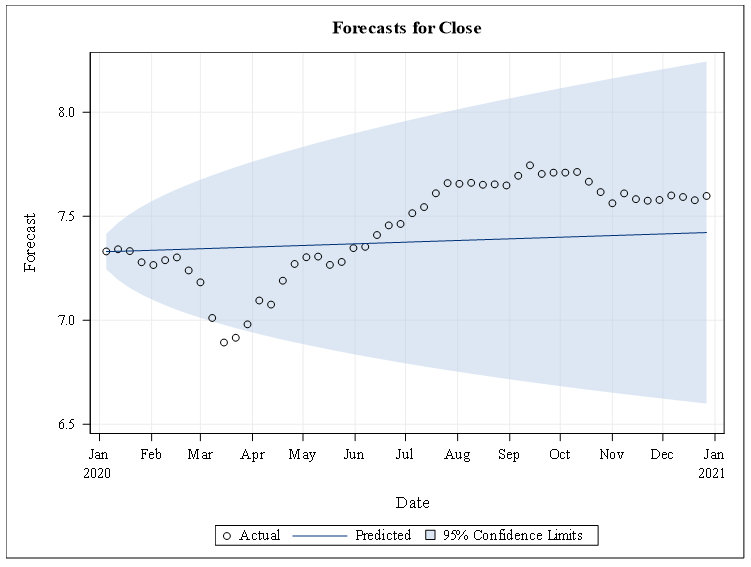 Forecasts for Close
8.0
7.5
7.0
6.5
Forecast
Jan Feb Mar Apr May Jun Jul Aug Sep Oct Nov Dec Jan
2020 2021
Date
Actual Predicted 95% Confidence Limits